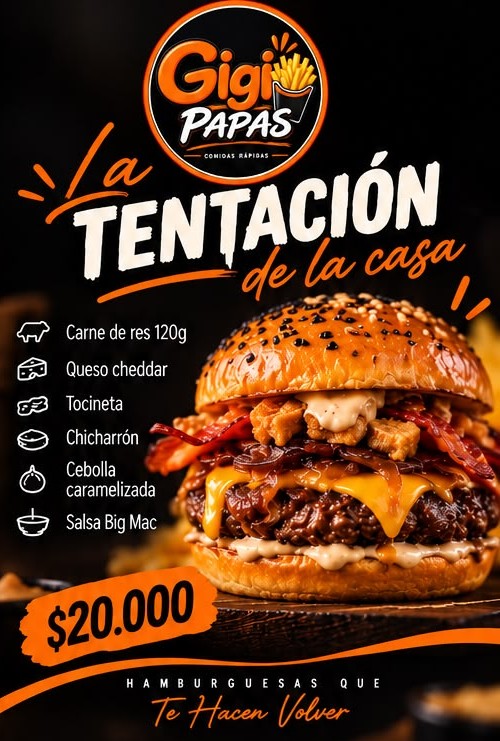 Gigi
PAPAS
COMIDAS RÁPIDAS
La
TENTACIÓN
de la casa
Carne de res 120g
Queso cheddar
Tocineta
Chicharrón
Cebolla
caramelizada
Salsa Big Mac
$20.000
HAMBURGUESAS QUE
Te Hacen Volver